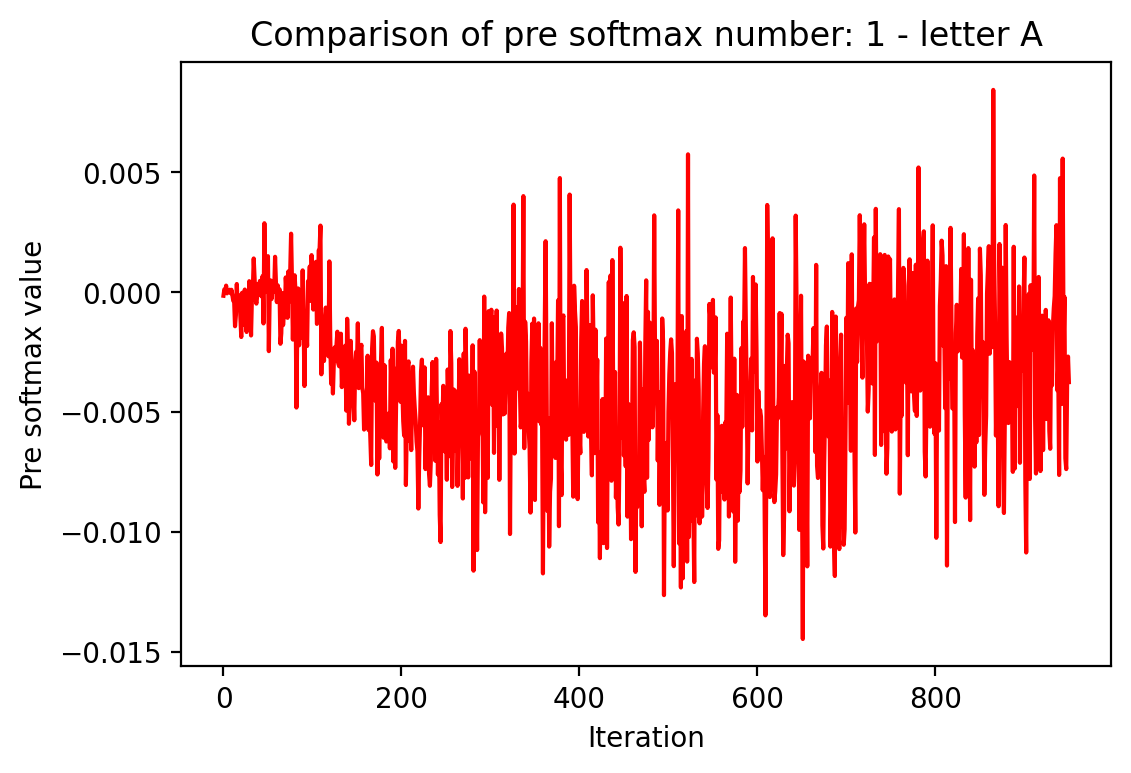 Comparison of pre softmax number: 1 - letter A
Pre softmax value
0.005
0.000
−0.005
−0.010
−0.015
0 200 400 600 800
Iteration